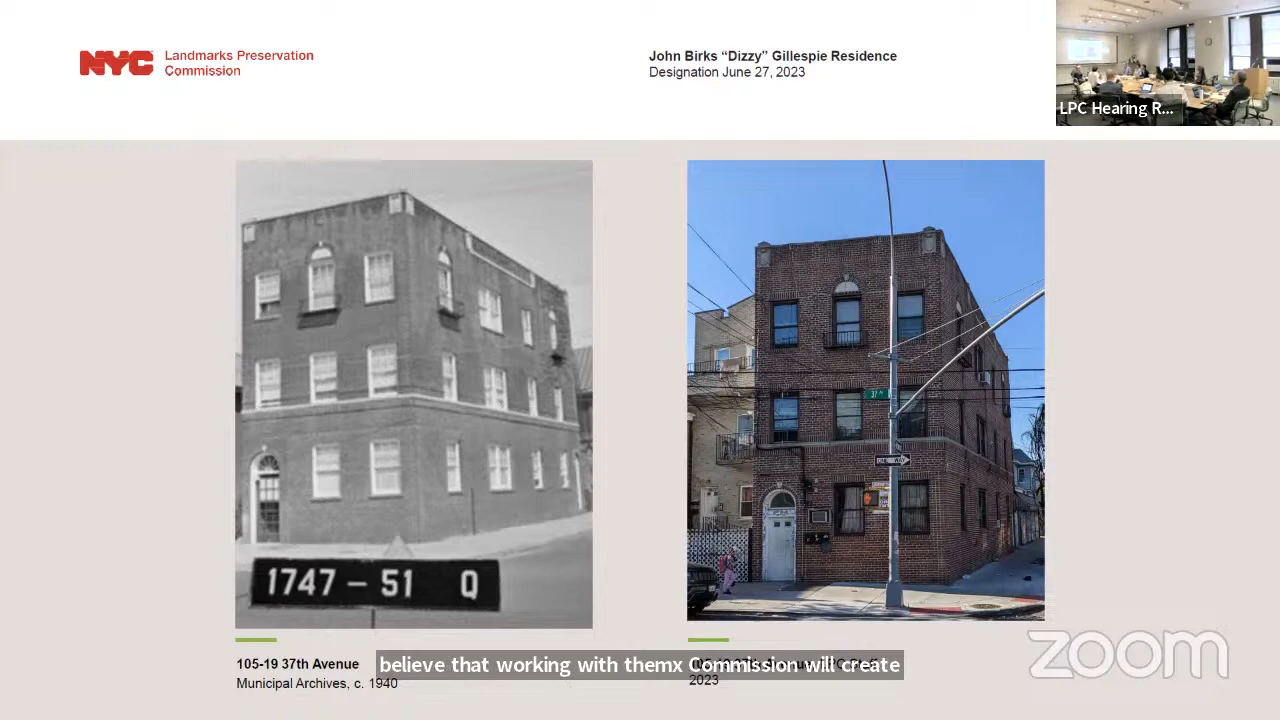 NYC
Landmarks Preservation
Commission
John Birks “Dizzy” Gillespie Residence
Designation June 27, 2023
LPC Hearing R...
37
1747 – 51 Q
105-19 37th Avenue
Municipal Archives, c. 1940
believe that working with themx Commission will create
2023
zoom